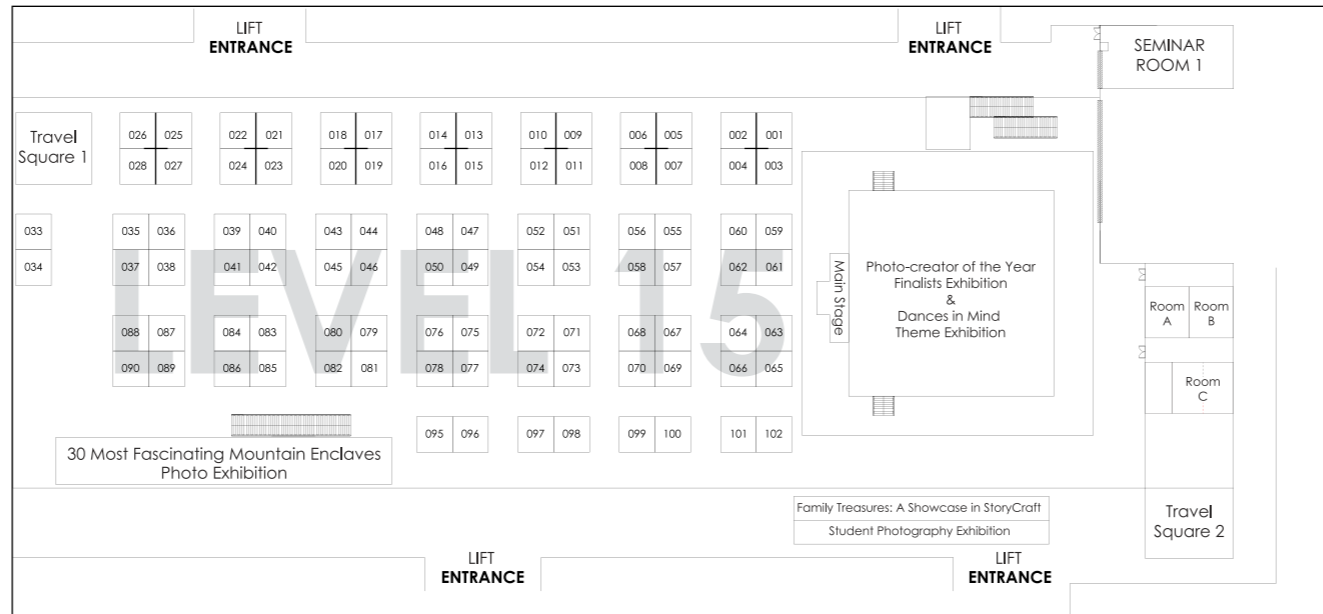 LIFT
ENTRANCE
LIFT
ENTRANCE
SEMINAR
ROOM 1
Travel
Square 1
026 025 022 021 018 017 014 013 010 009 006 005 002 001
028 027 024 023 020 019 016 015 012 011 008 007 004 003
033 035 036 039 040 043 044 048 047 052 051 056 055 060 059
034 037 038 041 042 045 046 050 049 054 053 058 057 062 061
LEVEL 15
Main Stage
Photo-creator of the Year
Finalists Exhibition
&
Dances in Mind
Theme Exhibition
Room
A
Room
B
Room
C
088 087 084 083 080 079 076 075 072 071 068 067 064 063
090 089 086 085 082 081 078 077 074 073 070 069 066 065
095 096 097 098 099 100 101 102
30 Most Fascinating Mountain Enclaves
Photo Exhibition
Family Treasures: A Showcase in StoryCraft
Student Photography Exhibition
Travel
Square 2
LIFT
ENTRANCE
LIFT
ENTRANCE